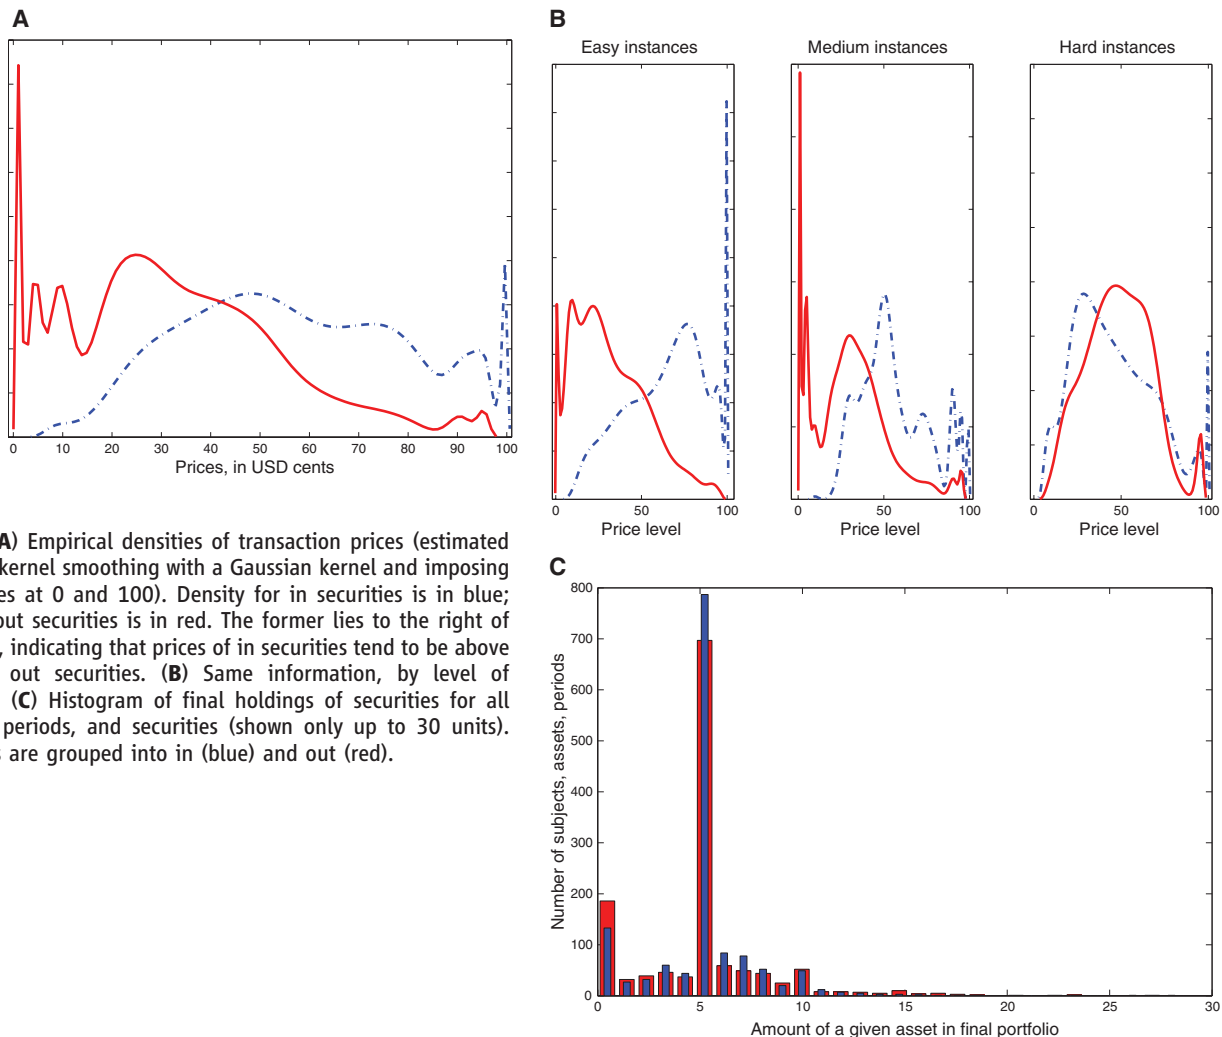 A
0 10 20 30 40 50 60 70 80 90 100
Prices, in USD cents
B
Easy instances
0 50 100
Price level
Medium instances
0 50 100
Price level
Hard instances
0 50 100
Price level
A) Empirical densities of transaction prices (estimated
kernel smoothing with a Gaussian kernel and imposing
es at 0 and 100). Density for in securities is in blue;
out securities is in red. The former lies to the right of
, indicating that prices of in securities tend to be above
out securities. (B) Same information, by level of
(C) Histogram of final holdings of securities for all
periods, and securities (shown only up to 30 units).
s are grouped into in (blue) and out (red).
C
Number of subjects, assets, periods
800
700
600
500
400
300
200
100
0
0 5 10 15 20 25 30
Amount of a given asset in final portfolio